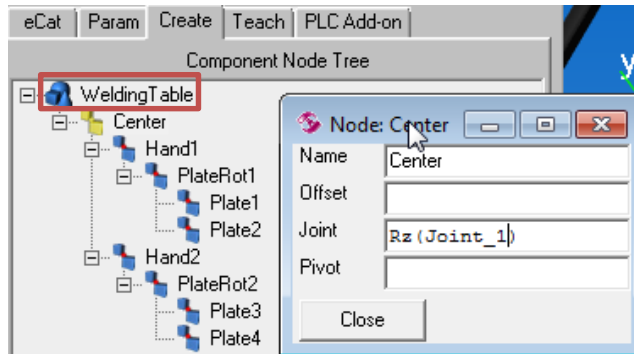 eCat Param Create Teach PLC Add-on
Component Node Tree
WeldingTable
Center
Hand1
PlateRot1
Plate1
Plate2
Hand2
PlateRot2
Plate3
Plate4
Node: Center
Name Center
Offset
Joint Rz(Joint_1)
Pivot
Close
y